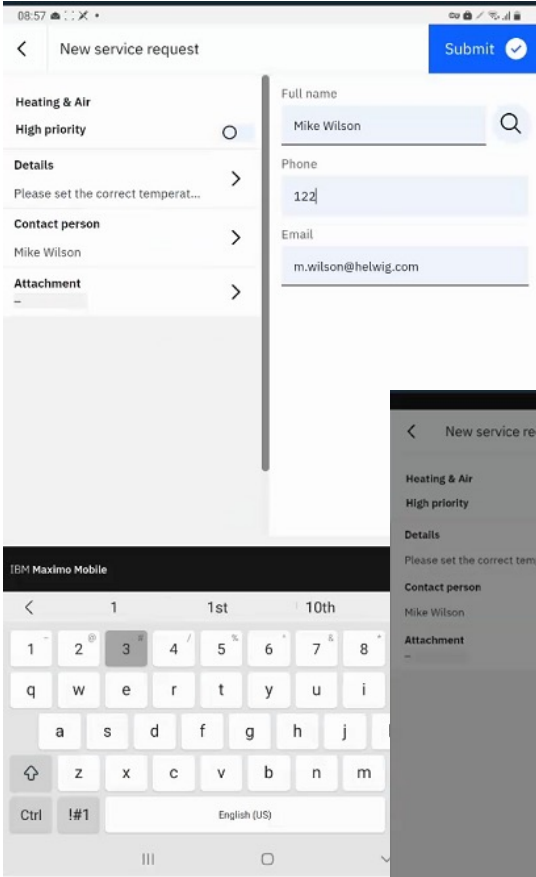 08:57
New service request
Submit
Heating & Air
High priority
Details
Please set the correct temperat...
Contact person
Mike Wilson
Attachment
–
Full name
Mike Wilson
Phone
122
Email
m.wilson@helwig.com
New service re
Heating & Air
High priority
Details
Please set the correct tem
Contact person
Mike Wilson
Attachment
–
IBM Maximo Mobile
1 1st 10th
1 2 @ 3 # 4 / 5 % 6 ^ 7 & 8 *
q w e r t y u i
a s d f g h j
z x c v b n m
Ctrl !#1 English (US)